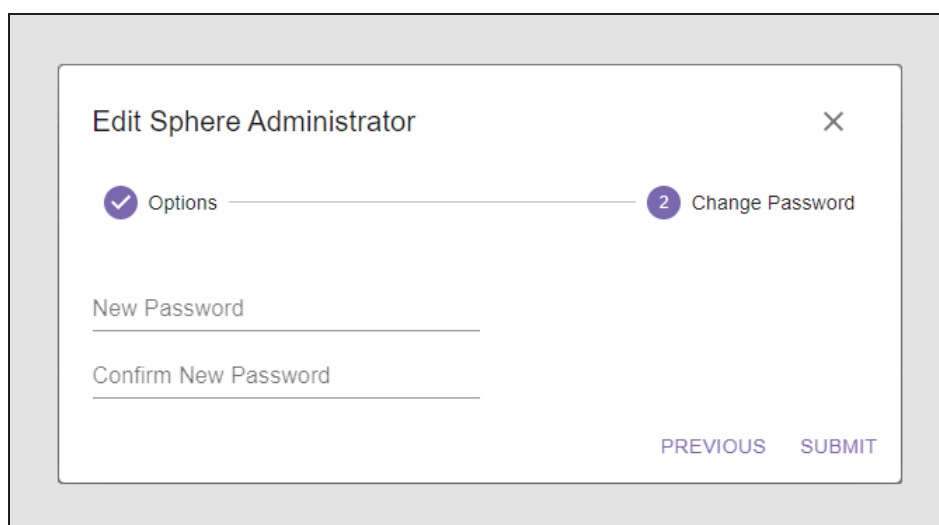 Edit Sphere Administrator
Options
2 Change Password
New Password
Confirm New Password
PREVIOUS SUBMIT